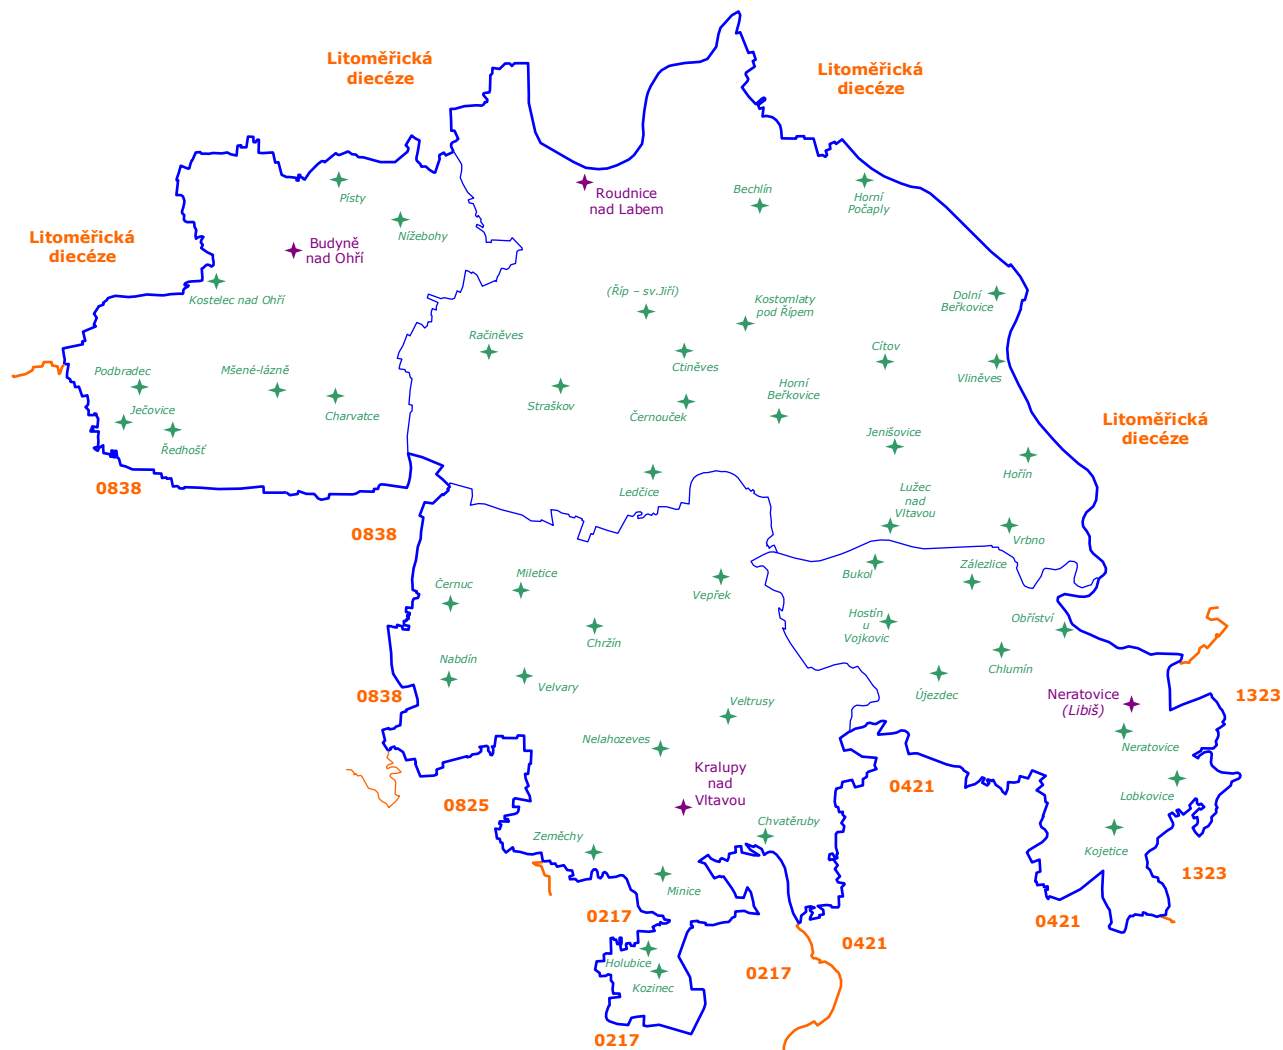 Litoměřická
diecéze
Litoměřická
diecéze
Písty
Roudnice
nad Labem
Bechlín
Horní
Počaply
Nížebohy
Litoměřická
diecéze
Budyně
nad Ohří
Kostelec nad Ohří
(Říp – sv.Jiří)
Kostomlaty
pod Řípem
Dolní
Beřkovice
Račiněves
Ctiněves
Cítov
Vliněves
Podbradec
Mšené-lázně
Charvatce
Straškov
Černouček
Horní
Beřkovice
Ječovice
Ředhošť
Jenišovice
Litoměřická
diecéze
0838
Ledčice
Hořín
Lužec
nad
Vltavou
0838
Vrbno
Černuc
Miletice
Vepřek
Bukol
Zálezlice
Chržín
Hostín
u
Vojkovic
Obříství
Nabdín
Velvary
Chlumín
Újezdec
0838
Neratovice
(Libiš)
1323
Veltrusy
Nelahozeves
Neratovice
Kralupy
nad
Vltavou
0421
Lobkovice
0825
Zeměchy
Chvatěruby
Kojetice
Minice
1323
0217
0421
0421
Holubice
Kozinec
0217
0217